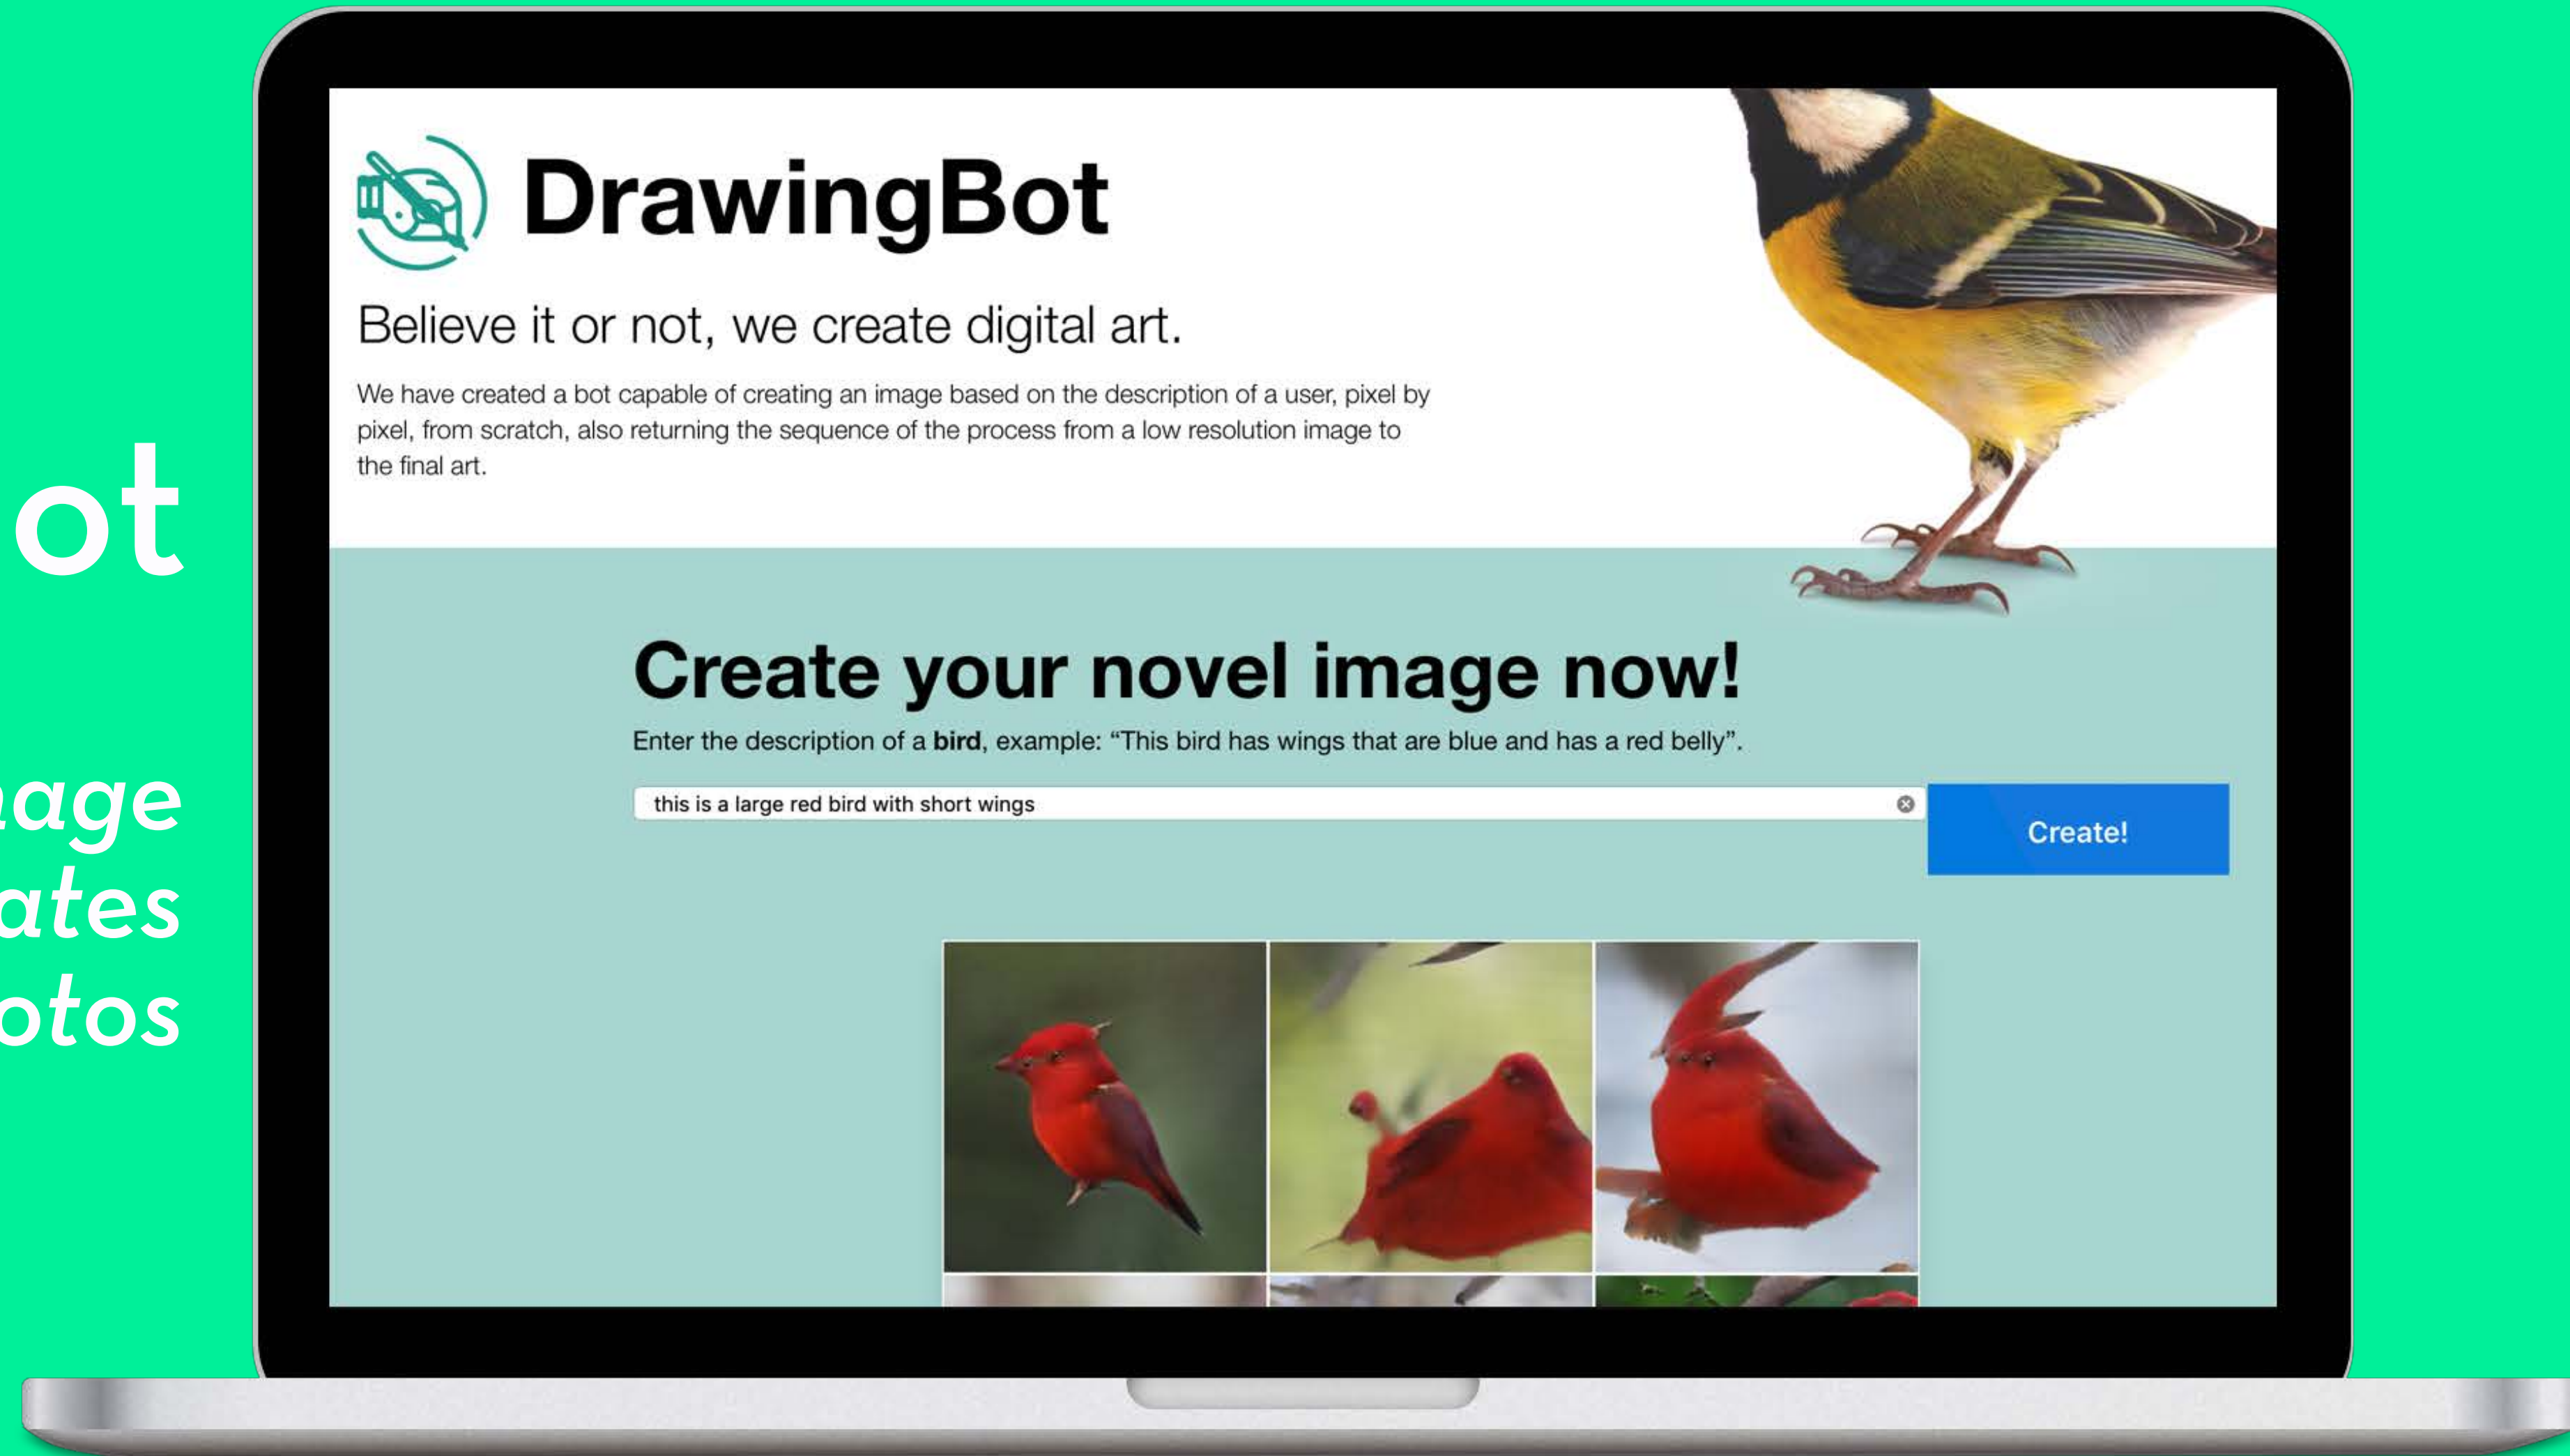 DrawingBot
Believe it or not, we create digital art.
We have created a bot capable of creating an image based on the description of a user, pixel by
pixel, from scratch, also returning the sequence of the process from a low resolution image to
the final art.
ot
Create your novel image now!
Enter the description of a bird, example: “This bird has wings that are blue and has a red belly”.
this is a large red bird with short wings
Create!
age
ates
otos